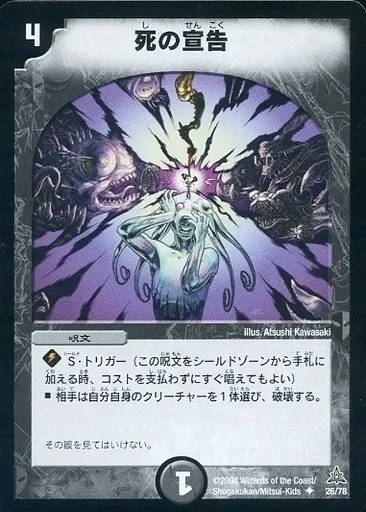 4
死の宣告
し せんこく
illus. Atsushi Kawasaki
呪文
S・トリガー(この呪文をシールドゾーンから手札に
加える時、コストを支払わずにすぐ唱えてもよい)
■ 相手は自分自身のクリーチャーを1体選び、破壊する。
その眼を見てはいけない。
1
©2004 Wizards of the Coast/
Shogakukan/Mitsui-Kids
26/78